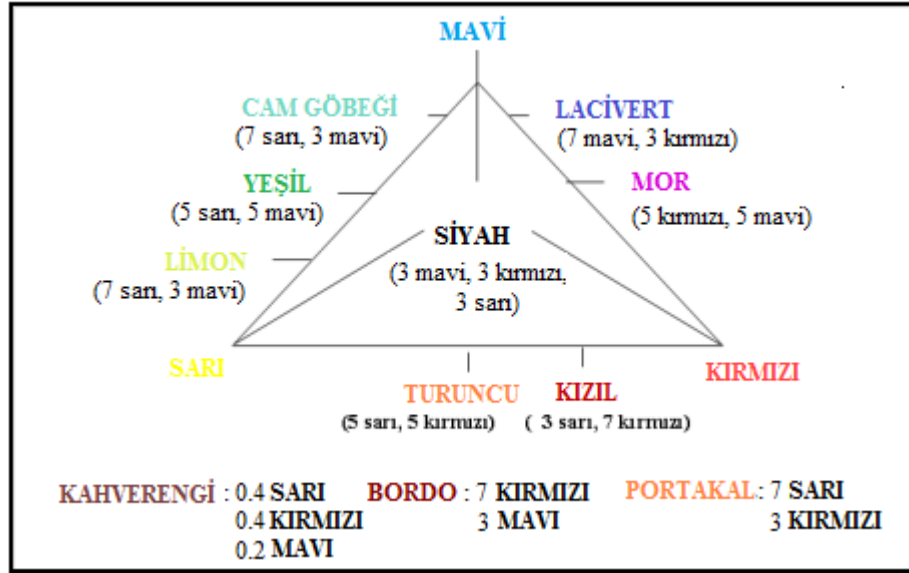 MAVİ
CAM GÖBEĞİ
(7 sarı, 3 mavi)
LACİVERT
(7 mavi, 3 kırmızı)
YEŞİL
(5 sarı, 5 mavi)
MOR
(5 kırmızı, 5 mavi)
SİYAH
(3 mavi, 3 kırmızı,
3 sarı)
LİMON
(7 sarı, 3 mavi)
SARI
KIRMIZI
TURUNCU
(5 sarı, 5 kırmızı)
KIZIL
( 3 sarı, 7 kırmızı)
KAHVERENGİ : 0.4 SARI
0.4 KIRMIZI
0.2 MAVI
BORDO : 7 KIRMIZI
3 MAVI
PORTAKAL : 7 SARI
3 KIRMIZI